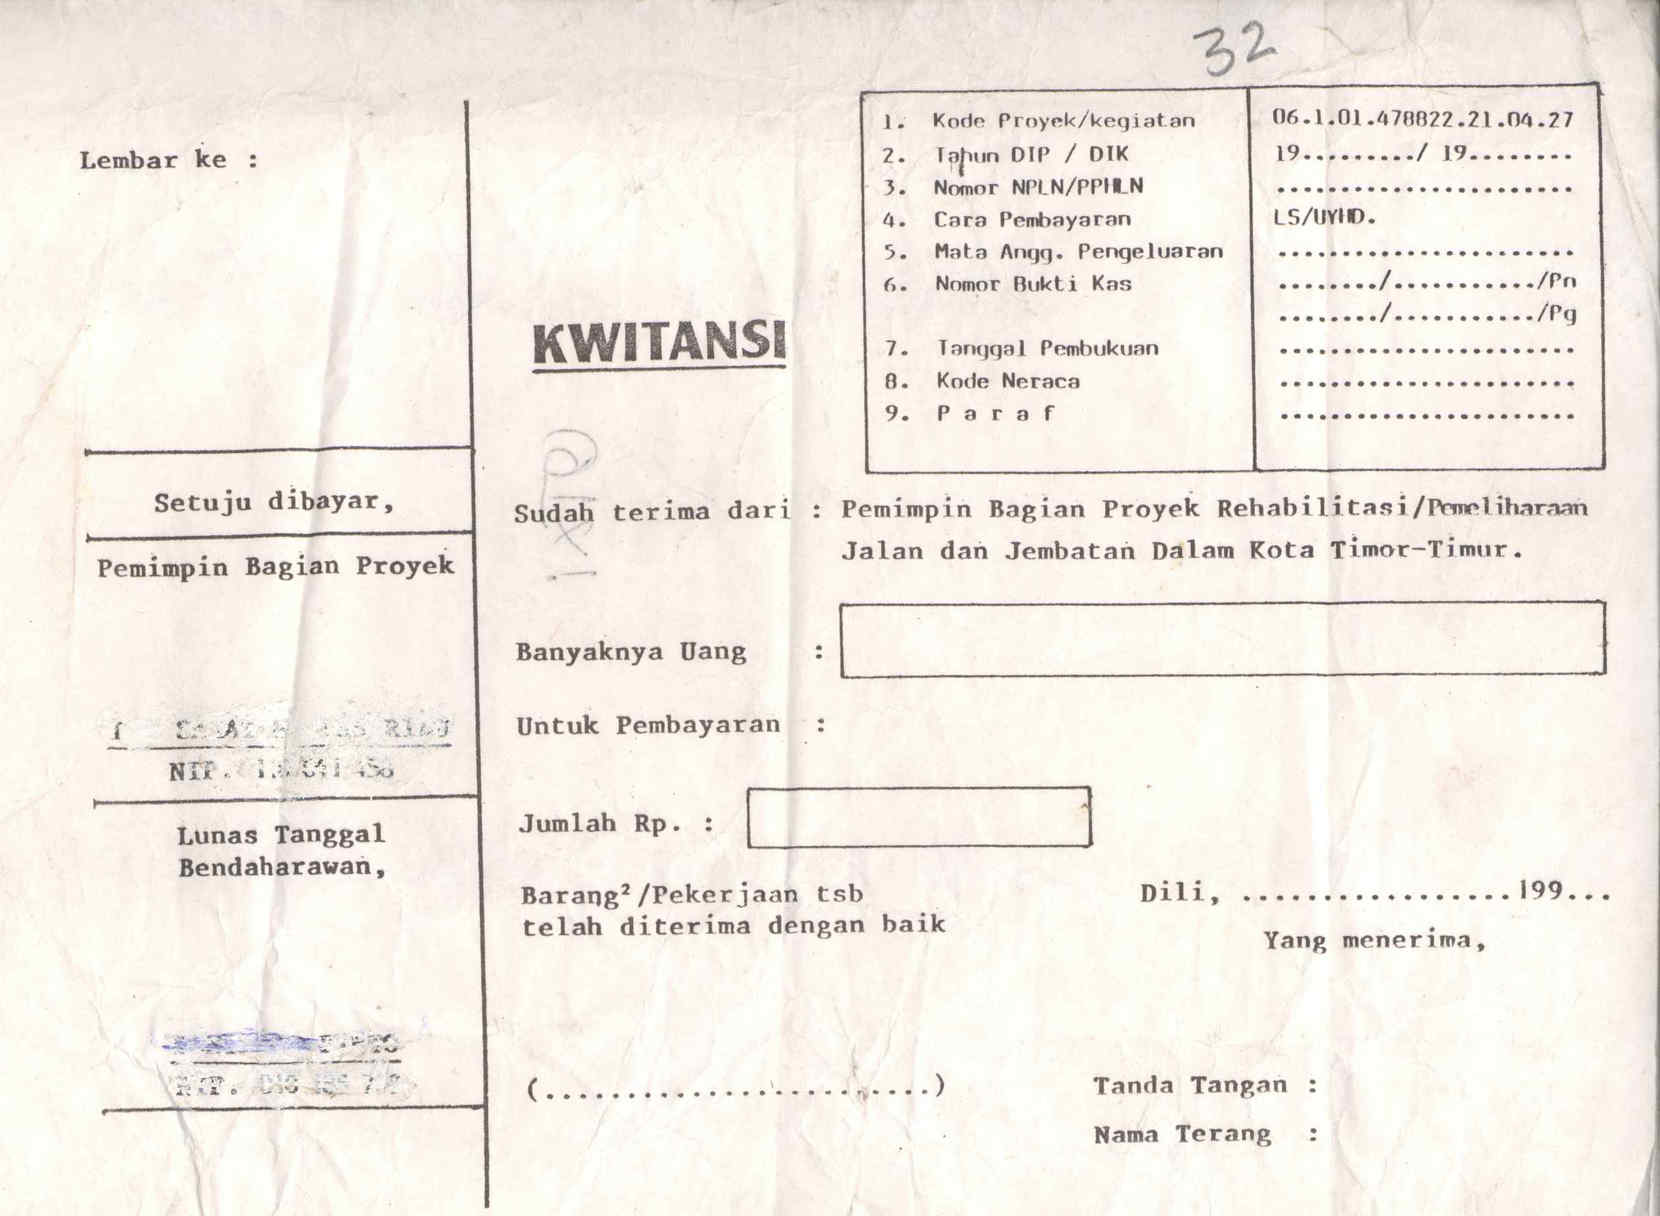 32
Lembar ke :
1. Kode Proyek/kegiatan 06.1.01.478822.21.04.27
2. Tahun DIP / DIK 19........./ 19........
3. Nomor NPLN/PPHLN .......................
4. Cara Pembayaran LS/UYHD.
5. Mata Angg. Pengeluaran .......................
6. Nomor Bukti Kas ......../.........../Pn
......../.........../Pg
7. Tanggal Pembukuan .......................
8. Kode Neraca .......................
9. P a r a f .......................
KWITANSI
Setuju dibayar,
Pemimpin Bagian Proyek
NIP.
Lunas Tanggal
Bendaharawan,
NIP.
Sudah terima dari : Pemimpin Bagian Proyek Rehabilitasi/Pemeliharaan
Jalan dan Jembatan Dalam Kota Timor-Timur.
Banyaknya Uang :
Untuk Pembayaran :
Jumlah Rp. :
Barang²/Pekerjaan tsb
telah diterima dengan baik
(........................)
Dili, .................199...
Yang menerima,
Tanda Tangan :
Nama Terang :